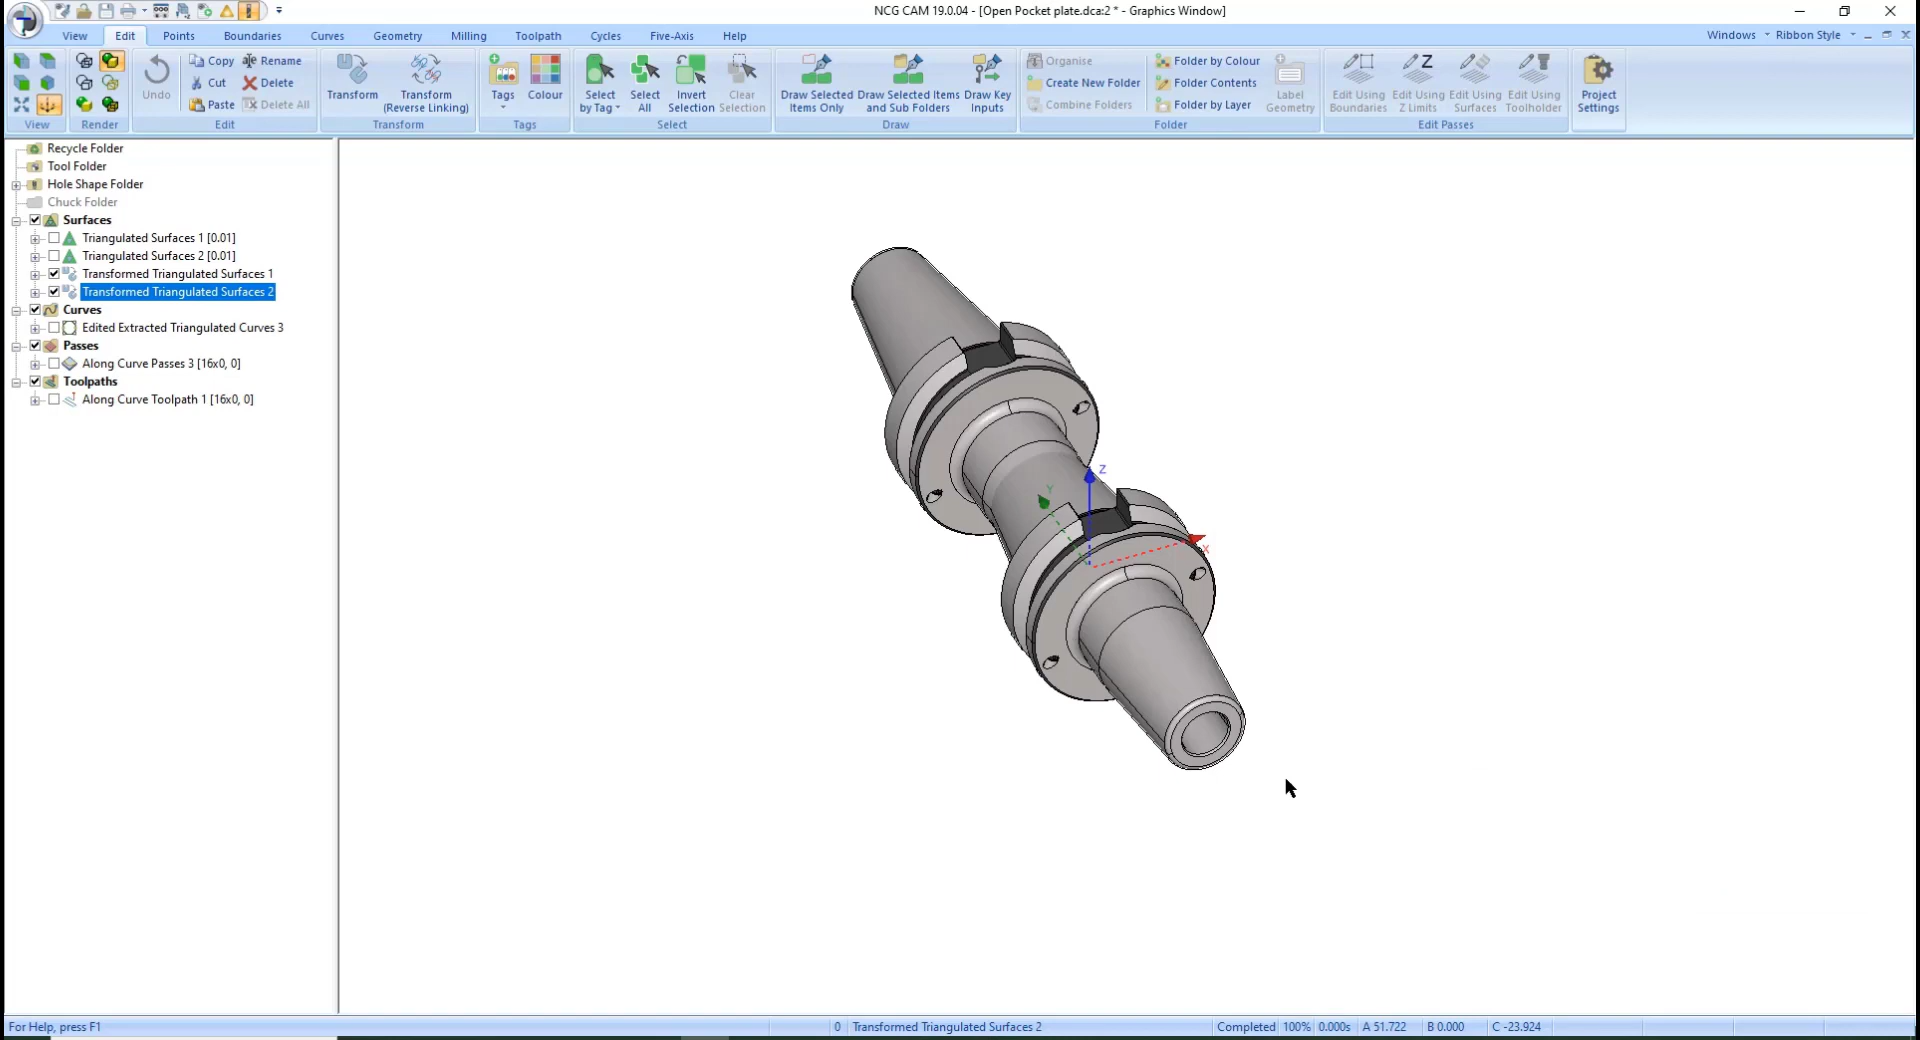 NCG CAM 19.0.04 - [Open Pocket plate.dca:2 * - Graphics Window]
View Edit Points Boundaries Curves Geometry Milling Toolpath Cycles Five-Axis Help Windows Ribbon Style
Copy Rename
Cut Delete
Paste Delete All
Undo
Transform
Transform
(Reverse Linking)
Tags
Colour
Select
by Tag
Select
All
Invert
Selection
Clear
Selection
Draw Selected
Items Only
Draw Selected Items
and Sub Folders
Draw Key
Inputs
Organise
Create New Folder
Combine Folders
Folder by Colour
Folder Contents
Folder by Layer
Label
Geometry
Edit Using
Boundaries
Edit Using
Z Limits
Edit Using
Surfaces
Edit Using
Toolholder
Project
Settings
View Render Edit Transform Tags Select Draw Folder Edit Passes
Recycle Folder
Tool Folder
Hole Shape Folder
Chuck Folder
Surfaces
Triangulated Surfaces 1 [0.01]
Triangulated Surfaces 2 [0.01]
Transformed Triangulated Surfaces 1
Transformed Triangulated Surfaces 2
Curves
Edited Extracted Triangulated Curves 3
Passes
Along Curve Passes 3 [16x0, 0]
Toolpaths
Along Curve Toolpath 1 [16x0, 0]
Z
Y
X
For Help, press F1 0 Transformed Triangulated Surfaces 2 Completed 100% 0.000s A 51.722 B 0.000 C -23.924